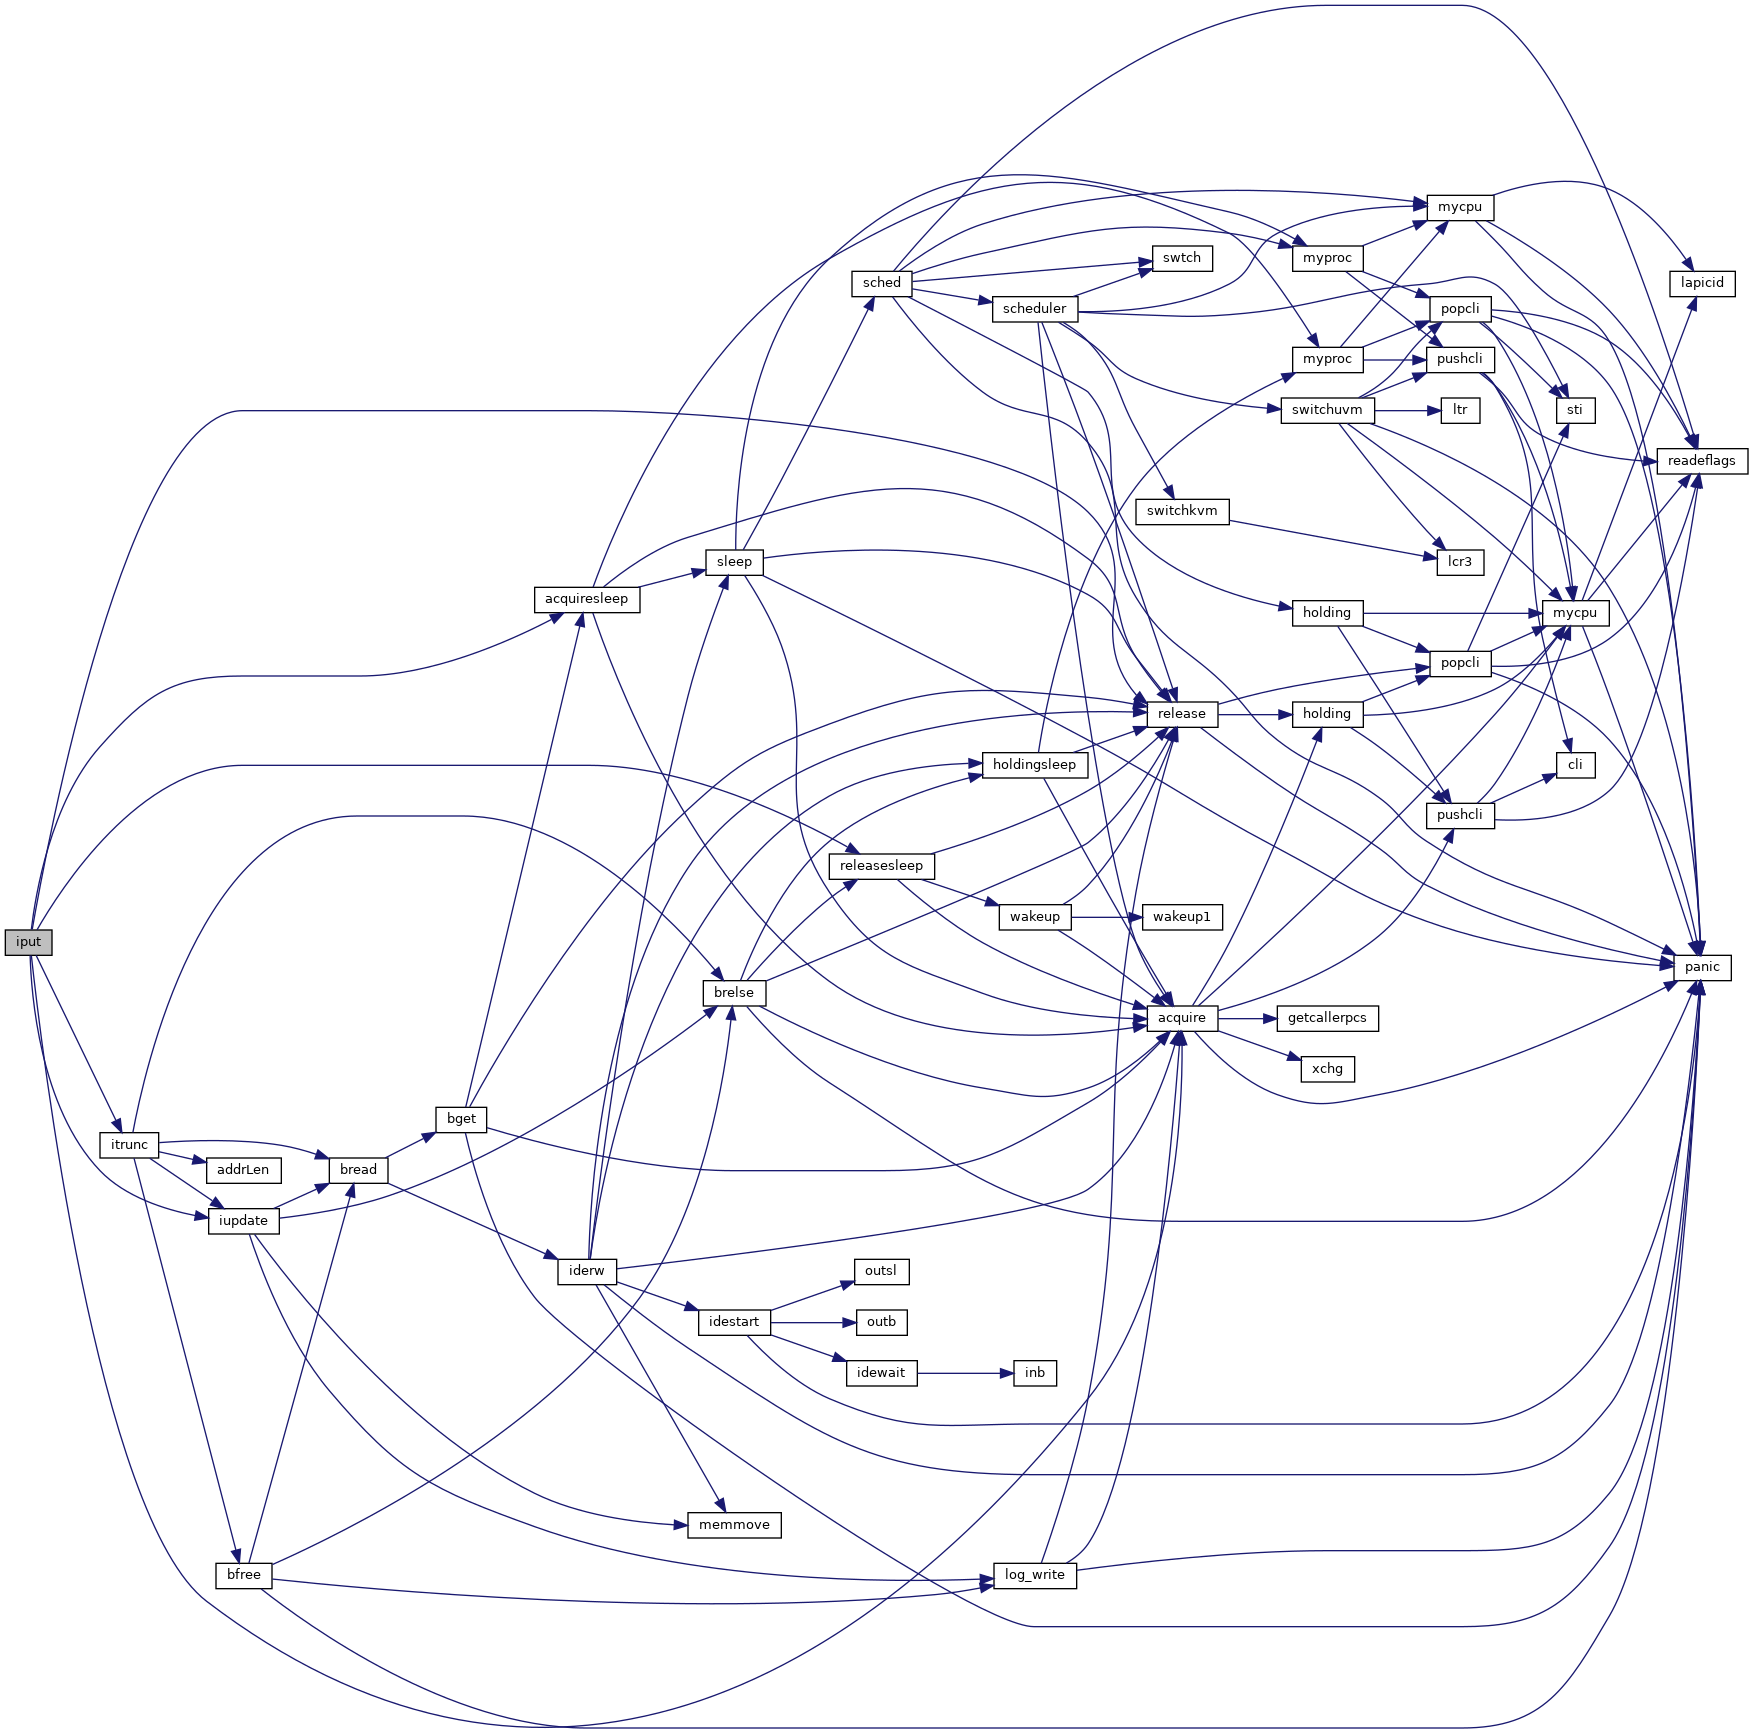 mycpu
swtch
myproc
sched
lapicid
scheduler
popcli
myproc
pushcli
switchuvm
ltr
sti
readeflags
switchkvm
sleep
lcr3
acquiresleep
holding
mycpu
popcli
release
holding
holdingsleep
cli
pushcli
releasesleep
wakeup
wakeup1
iput
panic
brelse
acquire
getcallerpcs
xchg
bget
itrunc
addrLen
bread
iupdate
iderw
outsl
idestart
outb
idewait
inb
memmove
bfree
log_write